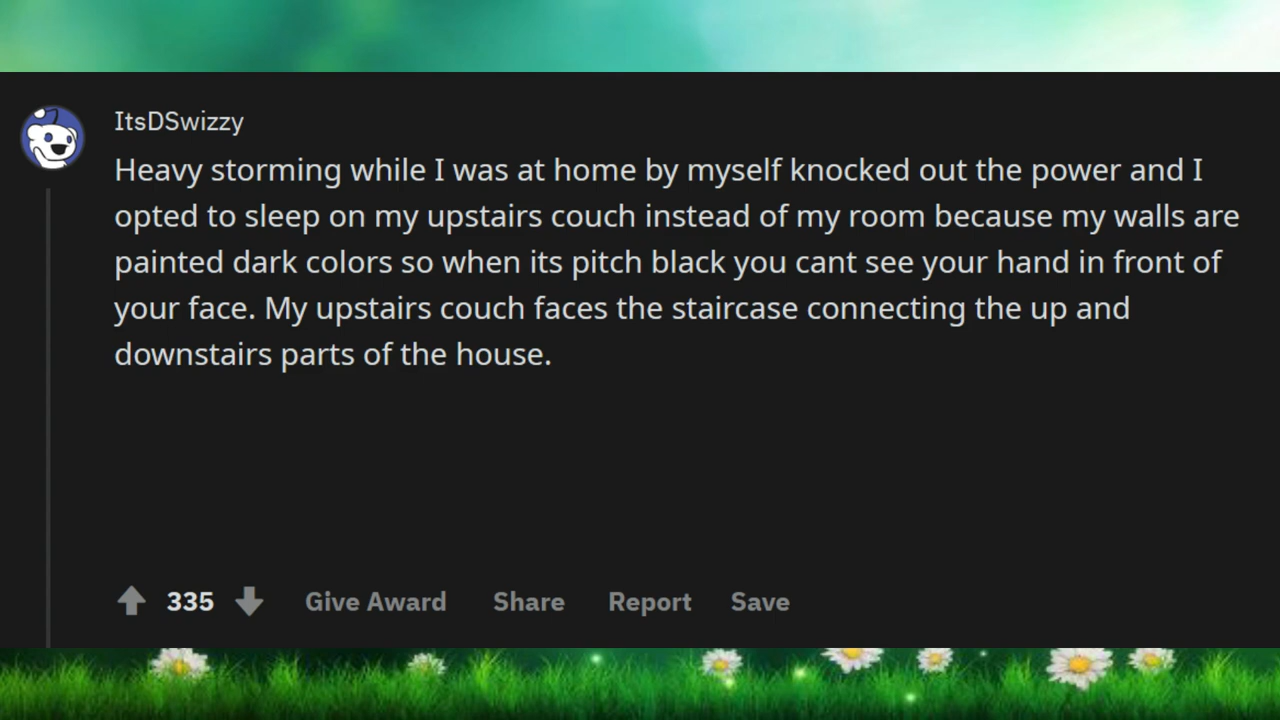 ItsDSwizzy
Heavy storming while I was at home by myself knocked out the power and I
opted to sleep on my upstairs couch instead of my room because my walls are
painted dark colors so when its pitch black you cant see your hand in front of
your face. My upstairs couch faces the staircase connecting the up and
downstairs parts of the house.
335 Give Award Share Report Save